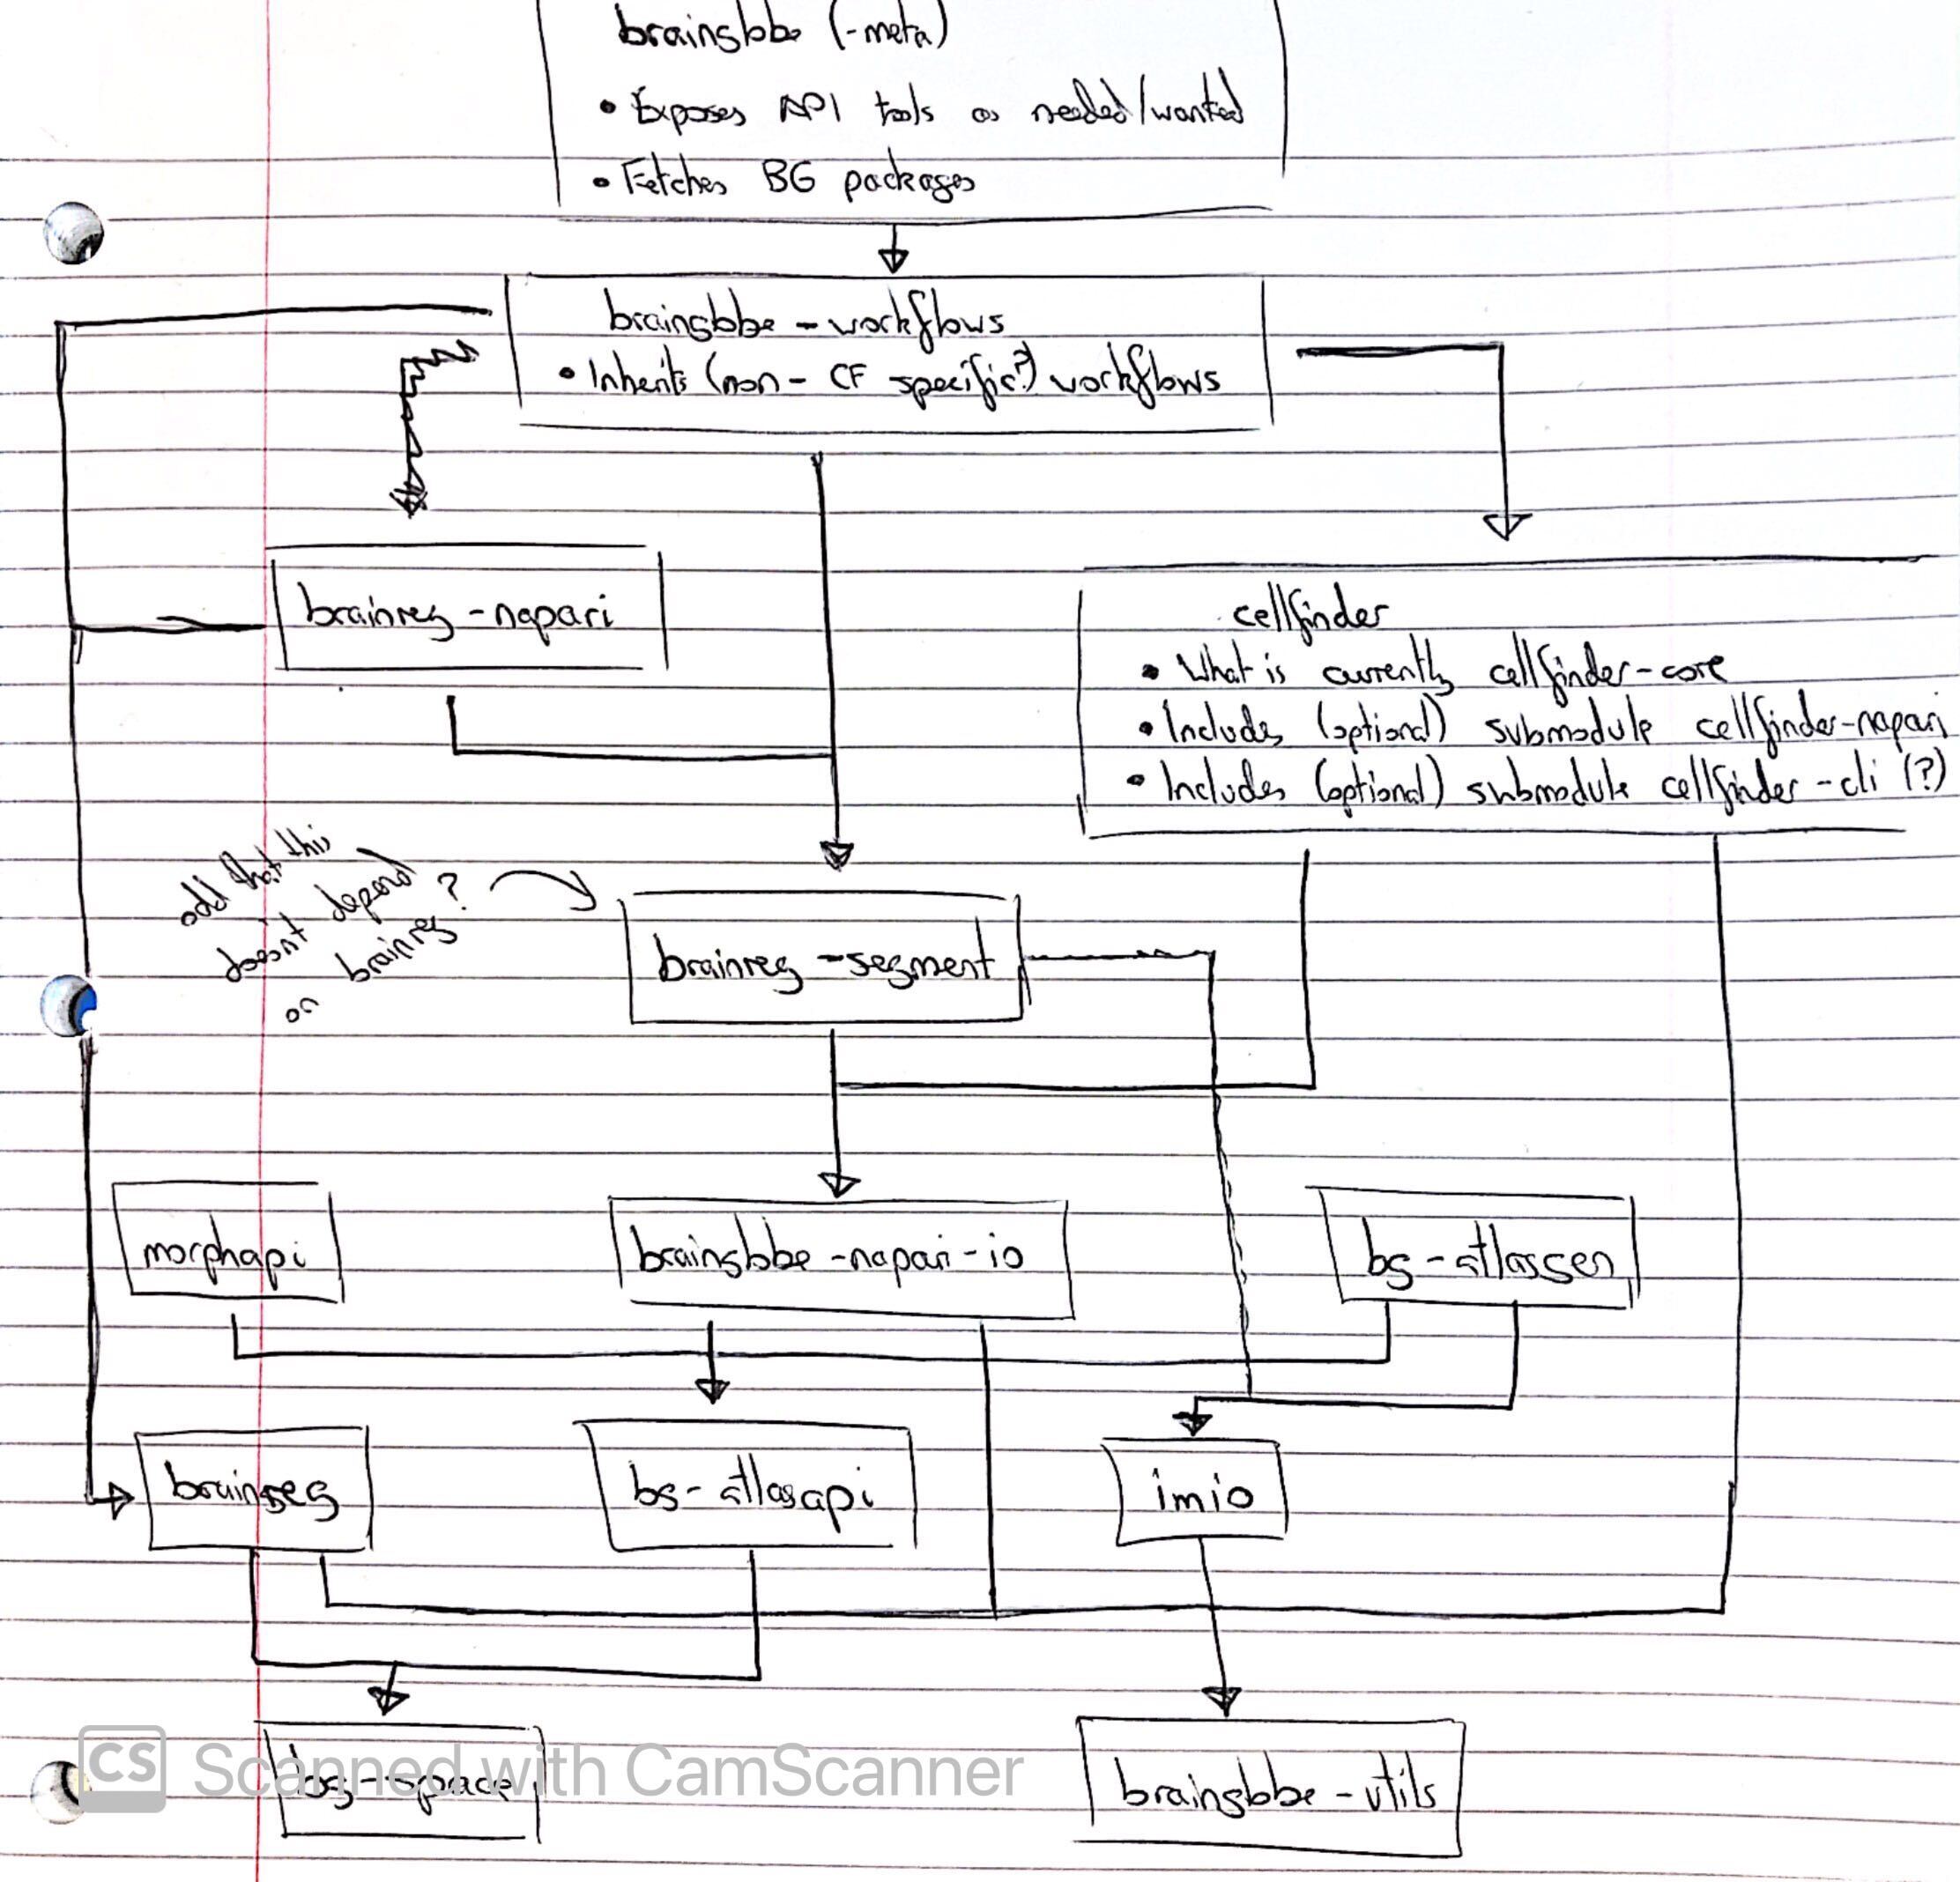 brainglobe (-meta)
• Exposes API tools as needed/wanted
• Fetches BG packages
brainglobe - workflows
• Inherits (non- CF specific?) workflows
brainreg -napari
cellfinder
• What is currently cellfinder-core
• Includes (optional) submodule cellfinder-napari
• Includes (optional) submodule cellfinder -cli (?)
odd that this
doesn't depend
on brainreg ?
brainreg -segment
morphapi
brainglobe -napari-io
bg-atlasgen
brainreg
bg-atlasapi
imio
bg-space
brainglobe -utils
CS Scanned with CamScanner